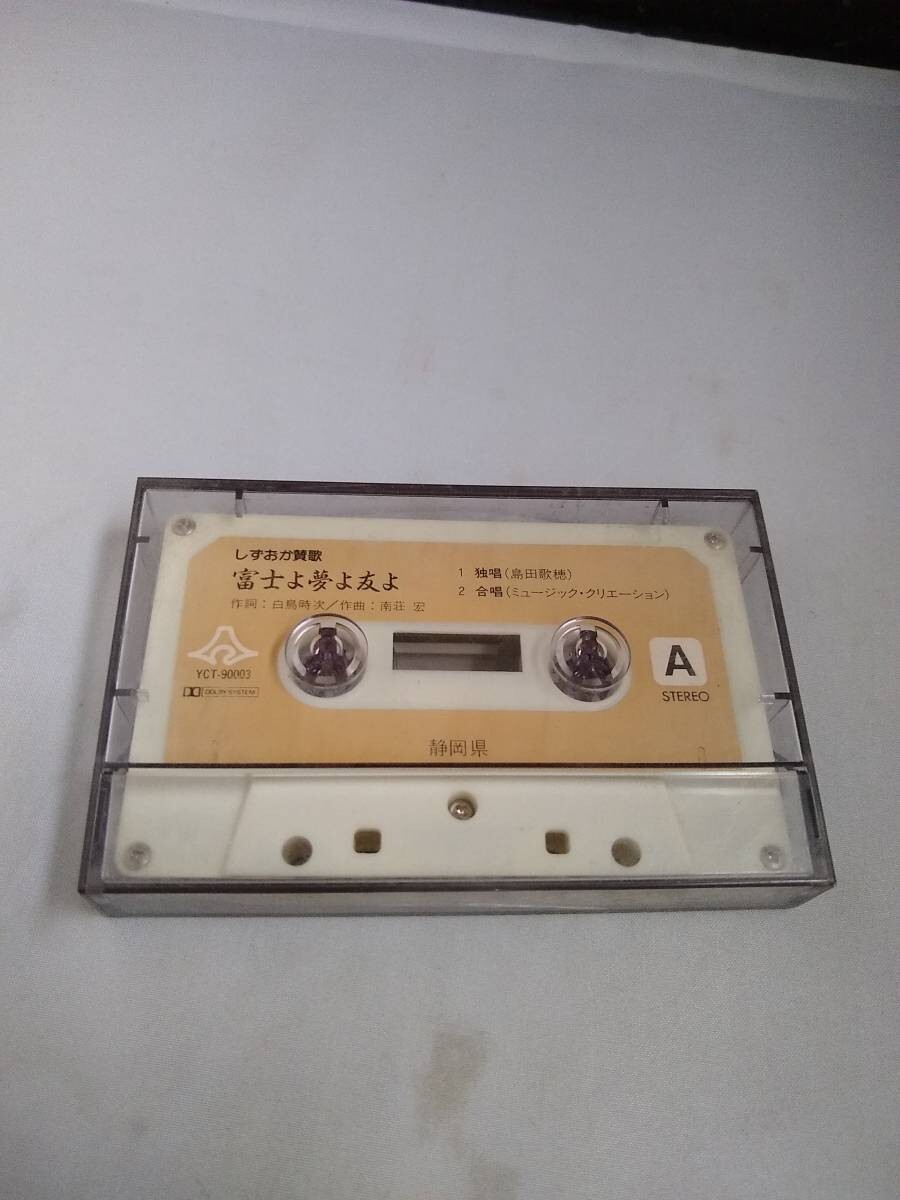 しずおか賛歌
富士よ夢よ友よ
作詞：白鳥時次／作曲：南荘 宏
1 独唱（島田歌穂）
2 合唱（ミュージック・クリエーション）
YCT-90003
DOLBY SYSTEM
A
STEREO
静岡県